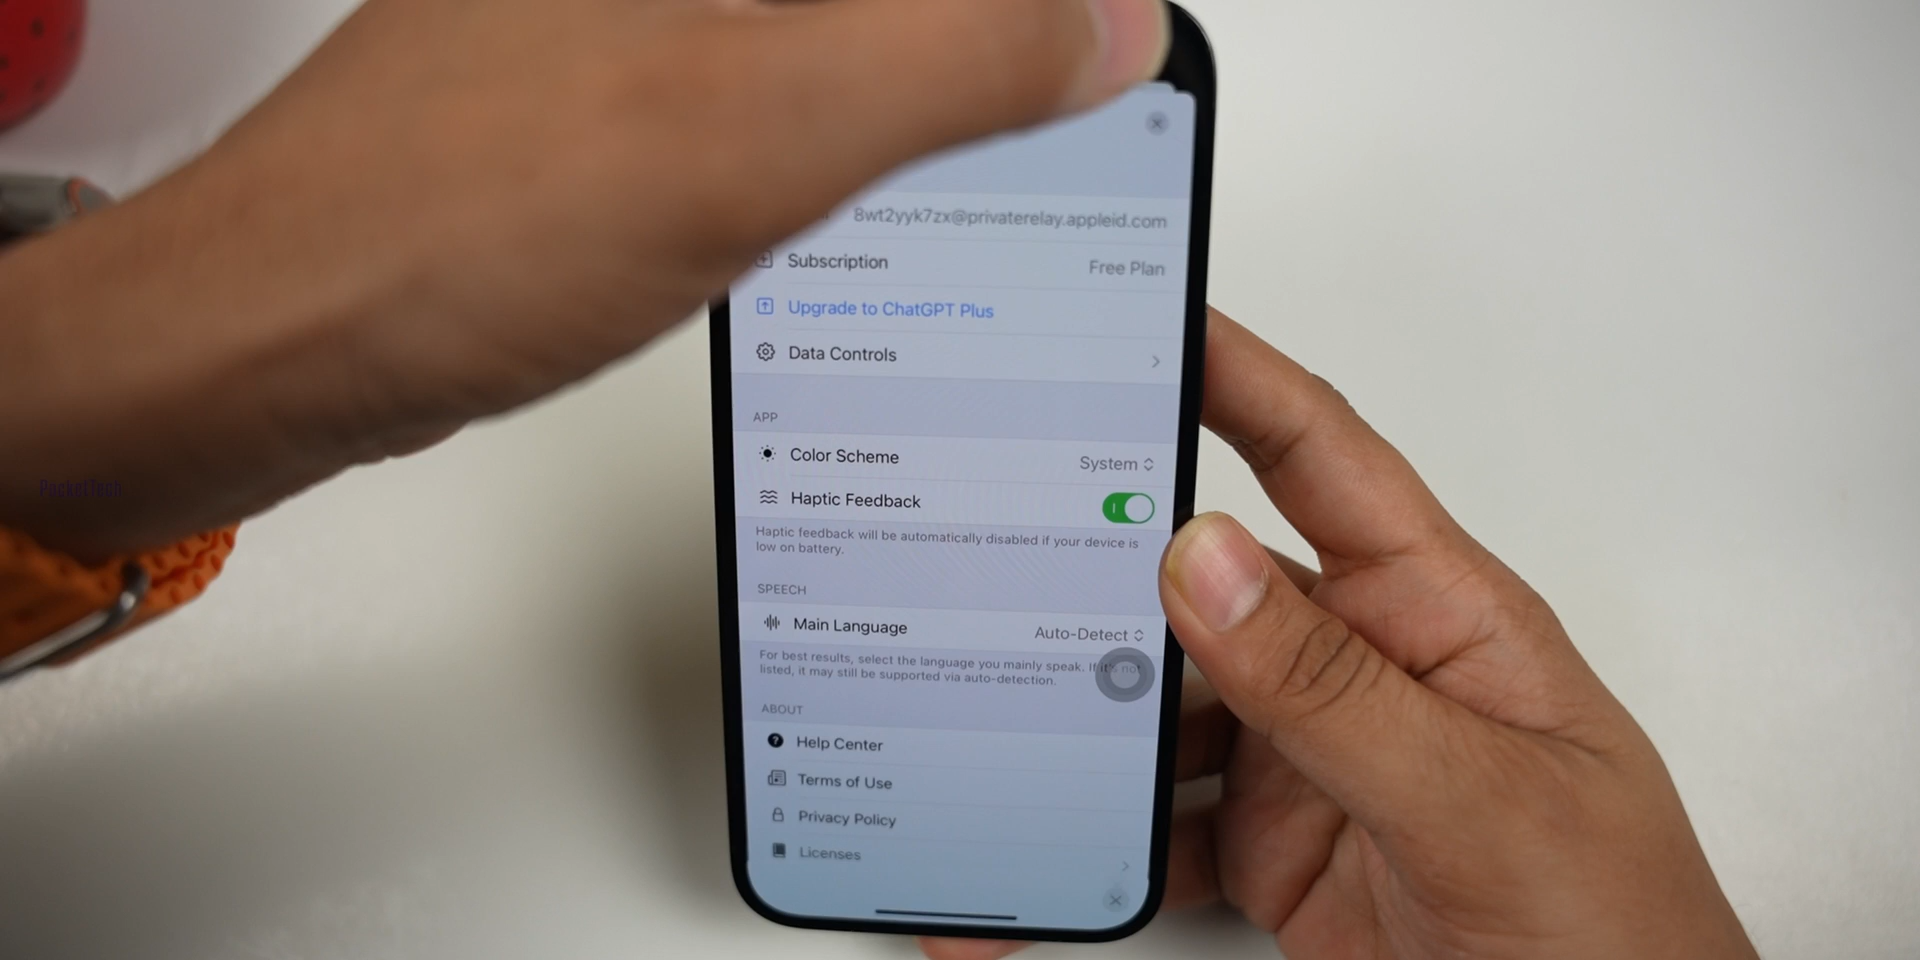 8wt2yyk7zx@privaterelay.appleid.com
Subscription
Free Plan
Upgrade to ChatGPT Plus
Data Controls
APP
Color Scheme
System
Haptic Feedback
Haptic feedback will be automatically disabled if your device is
low on battery.
SPEECH
Main Language
Auto-Detect
For best results, select the language you mainly speak. If it's not
listed, it may still be supported via auto-detection.
ABOUT
Help Center
Terms of Use
Privacy Policy
Licenses
PacketTech